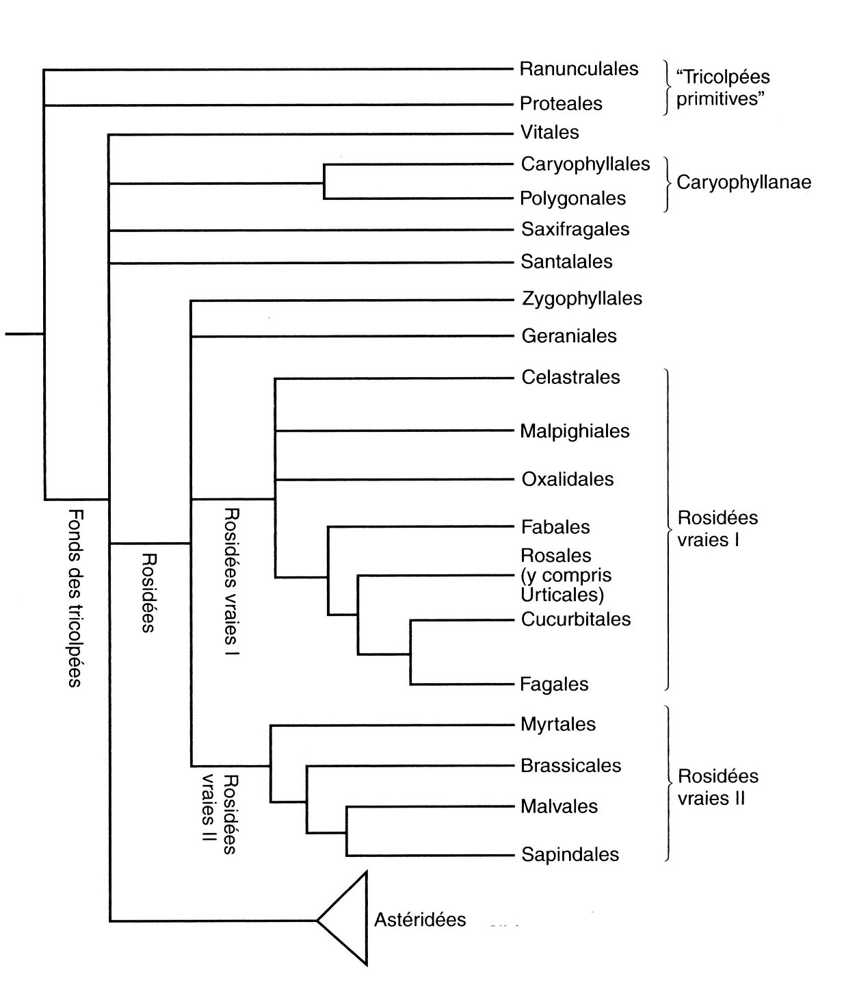 Ranunculales
Proteales
“Tricolpées
primitives”
Vitales
Caryophyllales
Polygonales
Caryophyllanae
Saxifragales
Santalales
Zygophyllales
Geraniales
Celastrales
Malpighiales
Oxalidales
Fabales
Rosales
(y compris
Urticales)
Cucurbitales
Fagales
Rosidées
vraies I
Myrtales
Brassicales
Malvales
Sapindales
Rosidées
vraies II
Astéridées
Fonds des tricolpées
Rosidées
Rosidées vraies I
Rosidées
vraies II